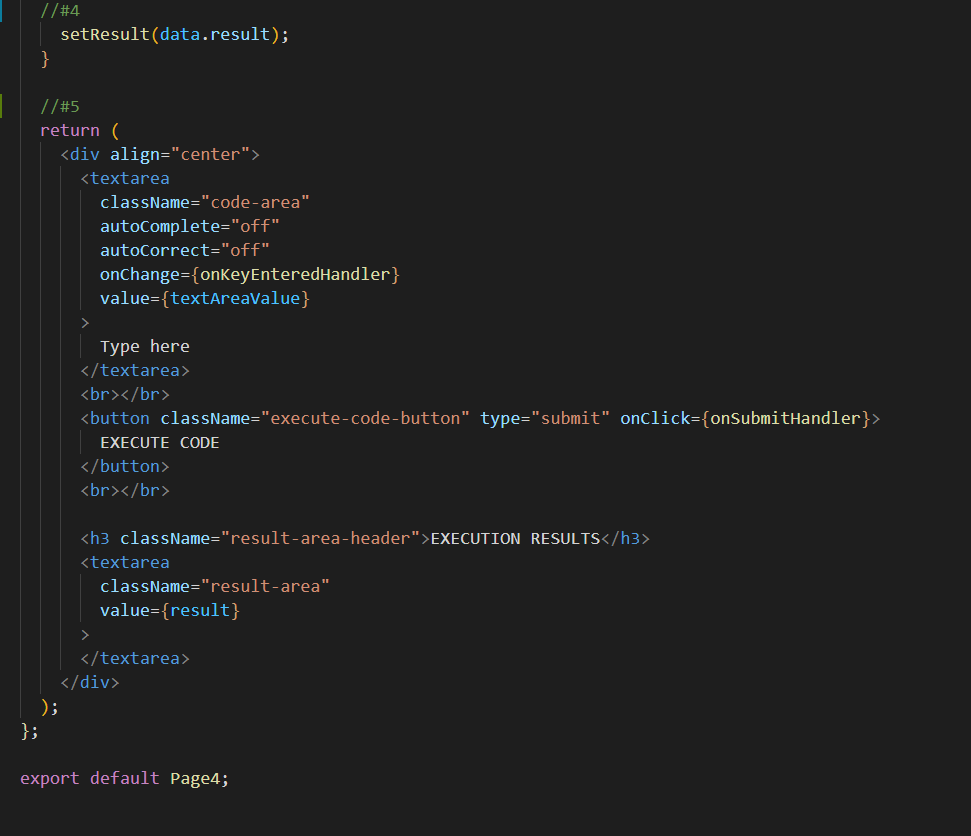 //#4
setResult(data.result);
}
//#5
return (
<div align="center">
<textarea
className="code-area"
autoComplete="off"
autoCorrect="off"
onChange={onKeyEnteredHandler}
value={textAreaValue}
>
Type here
</textarea>
<br></br>
<button className="execute-code-button" type="submit" onClick={onSubmitHandler}>
EXECUTE CODE
</button>
<br></br>
<h3 className="result-area-header">EXECUTION RESULTS</h3>
<textarea
className="result-area"
value={result}
>
</textarea>
</div>
);
};
export default Page4;